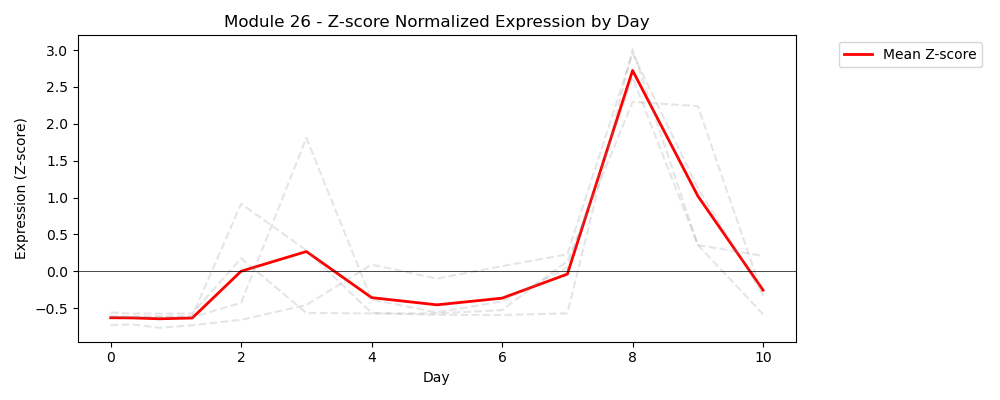 Module 26 - Z-score Normalized Expression by Day
Mean Z-score
Expression (Z-score)
3.0
2.5
2.0
1.5
1.0
0.5
0.0
−0.5
0 2 4 6 8 10
Day